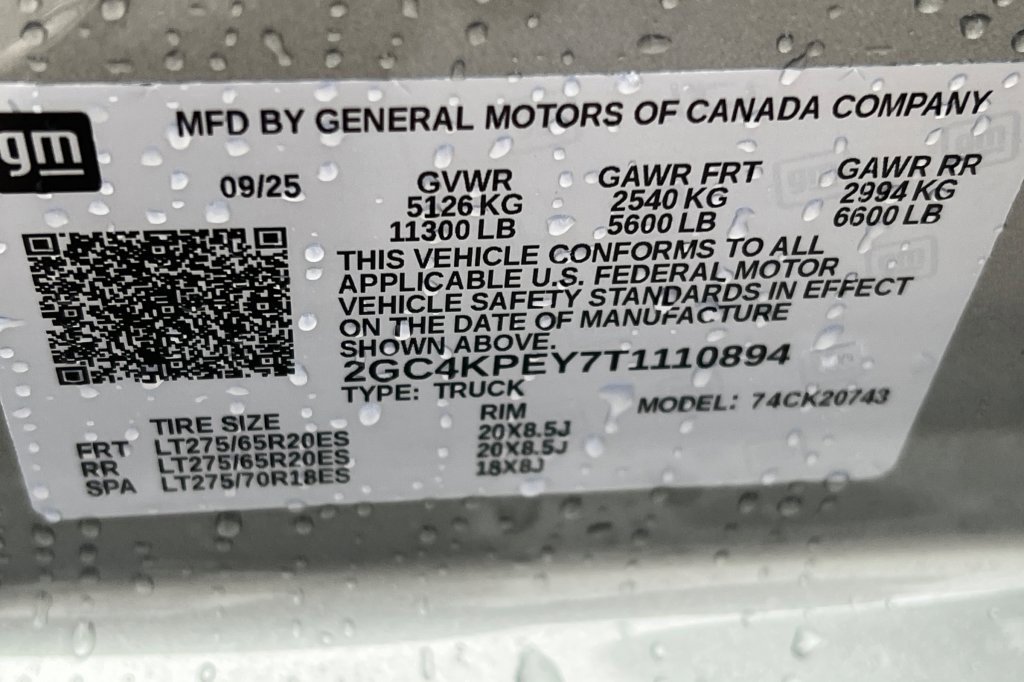 gm
MFD BY GENERAL MOTORS OF CANADA COMPANY
09/25
GVWR
5126 KG
11300 LB
GAWR FRT
2540 KG
5600 LB
GAWR RR
2994 KG
6600 LB
THIS VEHICLE CONFORMS TO ALL
APPLICABLE U.S. FEDERAL MOTOR
VEHICLE SAFETY STANDARDS IN EFFECT
ON THE DATE OF MANUFACTURE
SHOWN ABOVE.
2GC4KPEY7T1110894
TYPE: TRUCK
MODEL: 74CK20743
TIRE SIZE RIM
FRT LT275/65R20ES 20X8.5J
RR LT275/65R20ES 20X8.5J
SPA LT275/70R18ES 18X8J